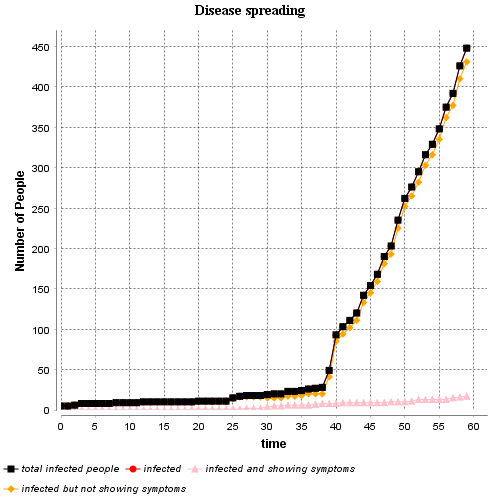 Disease spreading
450
400
350
300
250
200
150
100
50
0
Number of People
0 5 10 15 20 25 30 35 40 45 50 55 60
time
total infected people infected infected and showing symptoms
infected but not showing symptoms